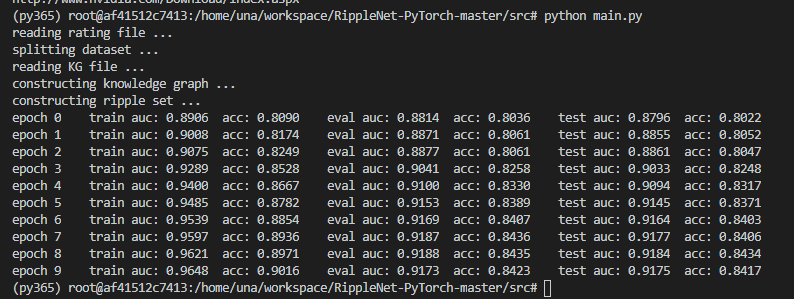 (py365) root@af41512c7413:/home/una/workspace/RippleNet-PyTorch-master/src# python main.py
reading rating file ...
splitting dataset ...
reading KG file ...
constructing knowledge graph ...
constructing ripple set ...
epoch 0    train auc: 0.8906  acc: 0.8090    eval auc: 0.8814  acc: 0.8036    test auc: 0.8796  acc: 0.8022
epoch 1    train auc: 0.9008  acc: 0.8174    eval auc: 0.8871  acc: 0.8061    test auc: 0.8855  acc: 0.8052
epoch 2    train auc: 0.9075  acc: 0.8249    eval auc: 0.8877  acc: 0.8061    test auc: 0.8861  acc: 0.8047
epoch 3    train auc: 0.9289  acc: 0.8528    eval auc: 0.9041  acc: 0.8258    test auc: 0.9033  acc: 0.8248
epoch 4    train auc: 0.9400  acc: 0.8667    eval auc: 0.9100  acc: 0.8330    test auc: 0.9094  acc: 0.8317
epoch 5    train auc: 0.9485  acc: 0.8782    eval auc: 0.9153  acc: 0.8389    test auc: 0.9145  acc: 0.8371
epoch 6    train auc: 0.9539  acc: 0.8854    eval auc: 0.9169  acc: 0.8407    test auc: 0.9164  acc: 0.8403
epoch 7    train auc: 0.9597  acc: 0.8936    eval auc: 0.9187  acc: 0.8436    test auc: 0.9177  acc: 0.8406
epoch 8    train auc: 0.9621  acc: 0.8971    eval auc: 0.9188  acc: 0.8435    test auc: 0.9184  acc: 0.8434
epoch 9    train auc: 0.9648  acc: 0.9016    eval auc: 0.9173  acc: 0.8423    test auc: 0.9175  acc: 0.8417
(py365) root@af41512c7413:/home/una/workspace/RippleNet-PyTorch-master/src#